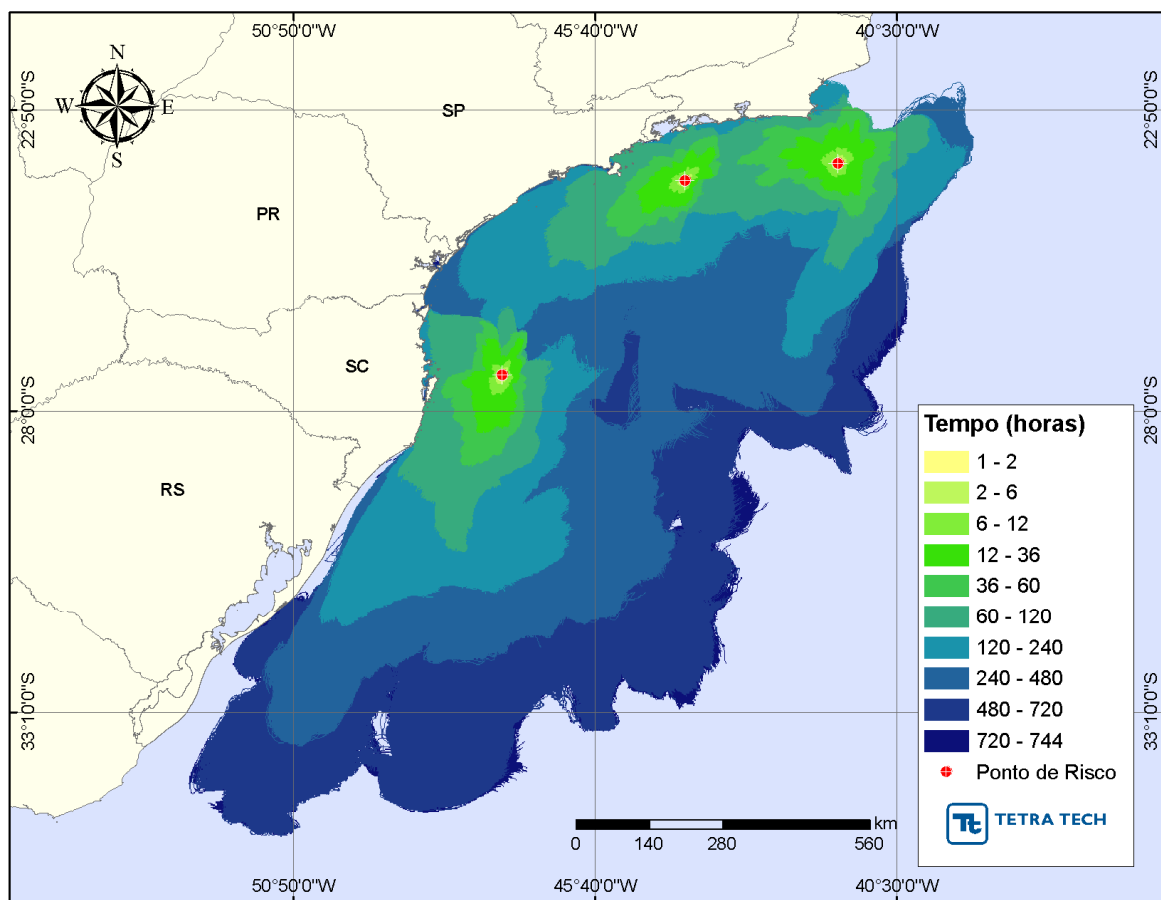 50°50'0"W 45°40'0"W 40°30'0"W
N
W E
S
22°50'0"S 22°50'0"S
SP
PR
SC
28°0'0"S 28°0'0"S
RS
33°10'0"S 33°10'0"S
Tempo (horas)
1 - 2
2 - 6
6 - 12
12 - 36
36 - 60
60 - 120
120 - 240
240 - 480
480 - 720
720 - 744
Ponto de Risco
Tt TETRA TECH
km
0 140 280 560
50°50'0"W 45°40'0"W 40°30'0"W